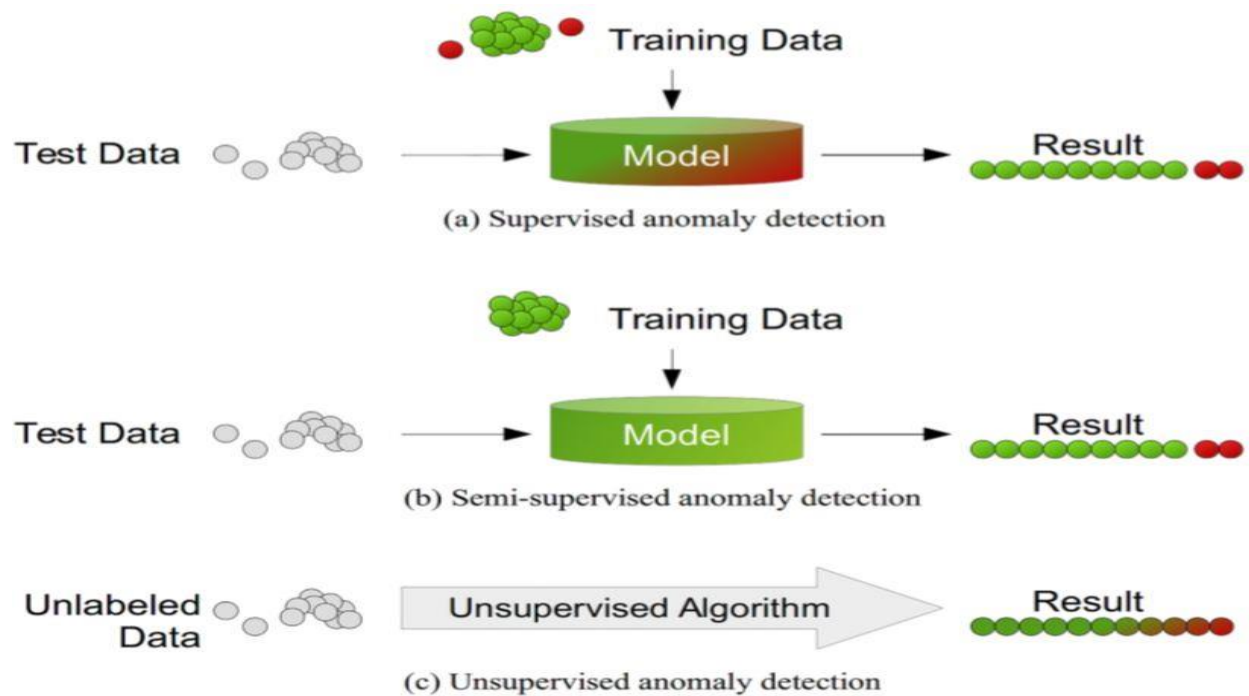 Training Data
Test Data
Model
Result
(a) Supervised anomaly detection
Training Data
Test Data
Model
Result
(b) Semi-supervised anomaly detection
Unlabeled
Data
Unsupervised Algorithm
Result
(c) Unsupervised anomaly detection